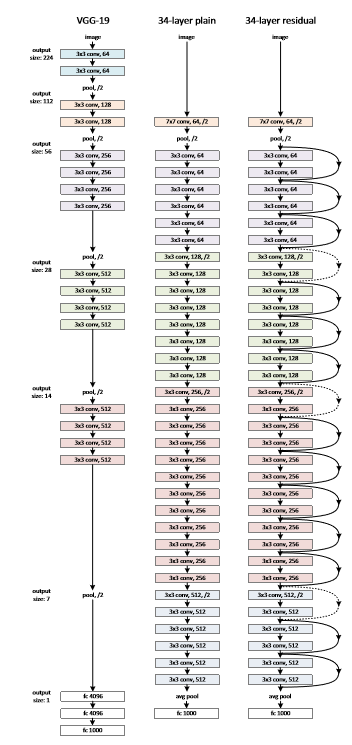 VGG-19
image
output
size: 224
3x3 conv, 64
3x3 conv, 64
output
size: 112
pool, /2
3x3 conv, 128
3x3 conv, 128
output
size: 56
pool, /2
3x3 conv, 256
3x3 conv, 256
3x3 conv, 256
3x3 conv, 256
output
size: 28
pool, /2
3x3 conv, 512
3x3 conv, 512
3x3 conv, 512
3x3 conv, 512
output
size: 14
pool, /2
3x3 conv, 512
3x3 conv, 512
3x3 conv, 512
3x3 conv, 512
output
size: 7
pool, /2
output
size: 1
fc 4096
fc 4096
fc 1000
34-layer plain
image
7x7 conv, 64, /2
pool, /2
3x3 conv, 64
3x3 conv, 64
3x3 conv, 64
3x3 conv, 64
3x3 conv, 64
3x3 conv, 64
3x3 conv, 128, /2
3x3 conv, 128
3x3 conv, 128
3x3 conv, 128
3x3 conv, 128
3x3 conv, 128
3x3 conv, 128
3x3 conv, 128
3x3 conv, 256, /2
3x3 conv, 256
3x3 conv, 256
3x3 conv, 256
3x3 conv, 256
3x3 conv, 256
3x3 conv, 256
3x3 conv, 256
3x3 conv, 256
3x3 conv, 256
3x3 conv, 256
3x3 conv, 256
3x3 conv, 512, /2
3x3 conv, 512
3x3 conv, 512
3x3 conv, 512
3x3 conv, 512
3x3 conv, 512
avg pool
fc 1000
34-layer residual
image
7x7 conv, 64, /2
pool, /2
3x3 conv, 64
3x3 conv, 64
3x3 conv, 64
3x3 conv, 64
3x3 conv, 64
3x3 conv, 64
3x3 conv, 128, /2
3x3 conv, 128
3x3 conv, 128
3x3 conv, 128
3x3 conv, 128
3x3 conv, 128
3x3 conv, 128
3x3 conv, 128
3x3 conv, 256, /2
3x3 conv, 256
3x3 conv, 256
3x3 conv, 256
3x3 conv, 256
3x3 conv, 256
3x3 conv, 256
3x3 conv, 256
3x3 conv, 256
3x3 conv, 256
3x3 conv, 256
3x3 conv, 256
3x3 conv, 512, /2
3x3 conv, 512
3x3 conv, 512
3x3 conv, 512
3x3 conv, 512
3x3 conv, 512
avg pool
fc 1000